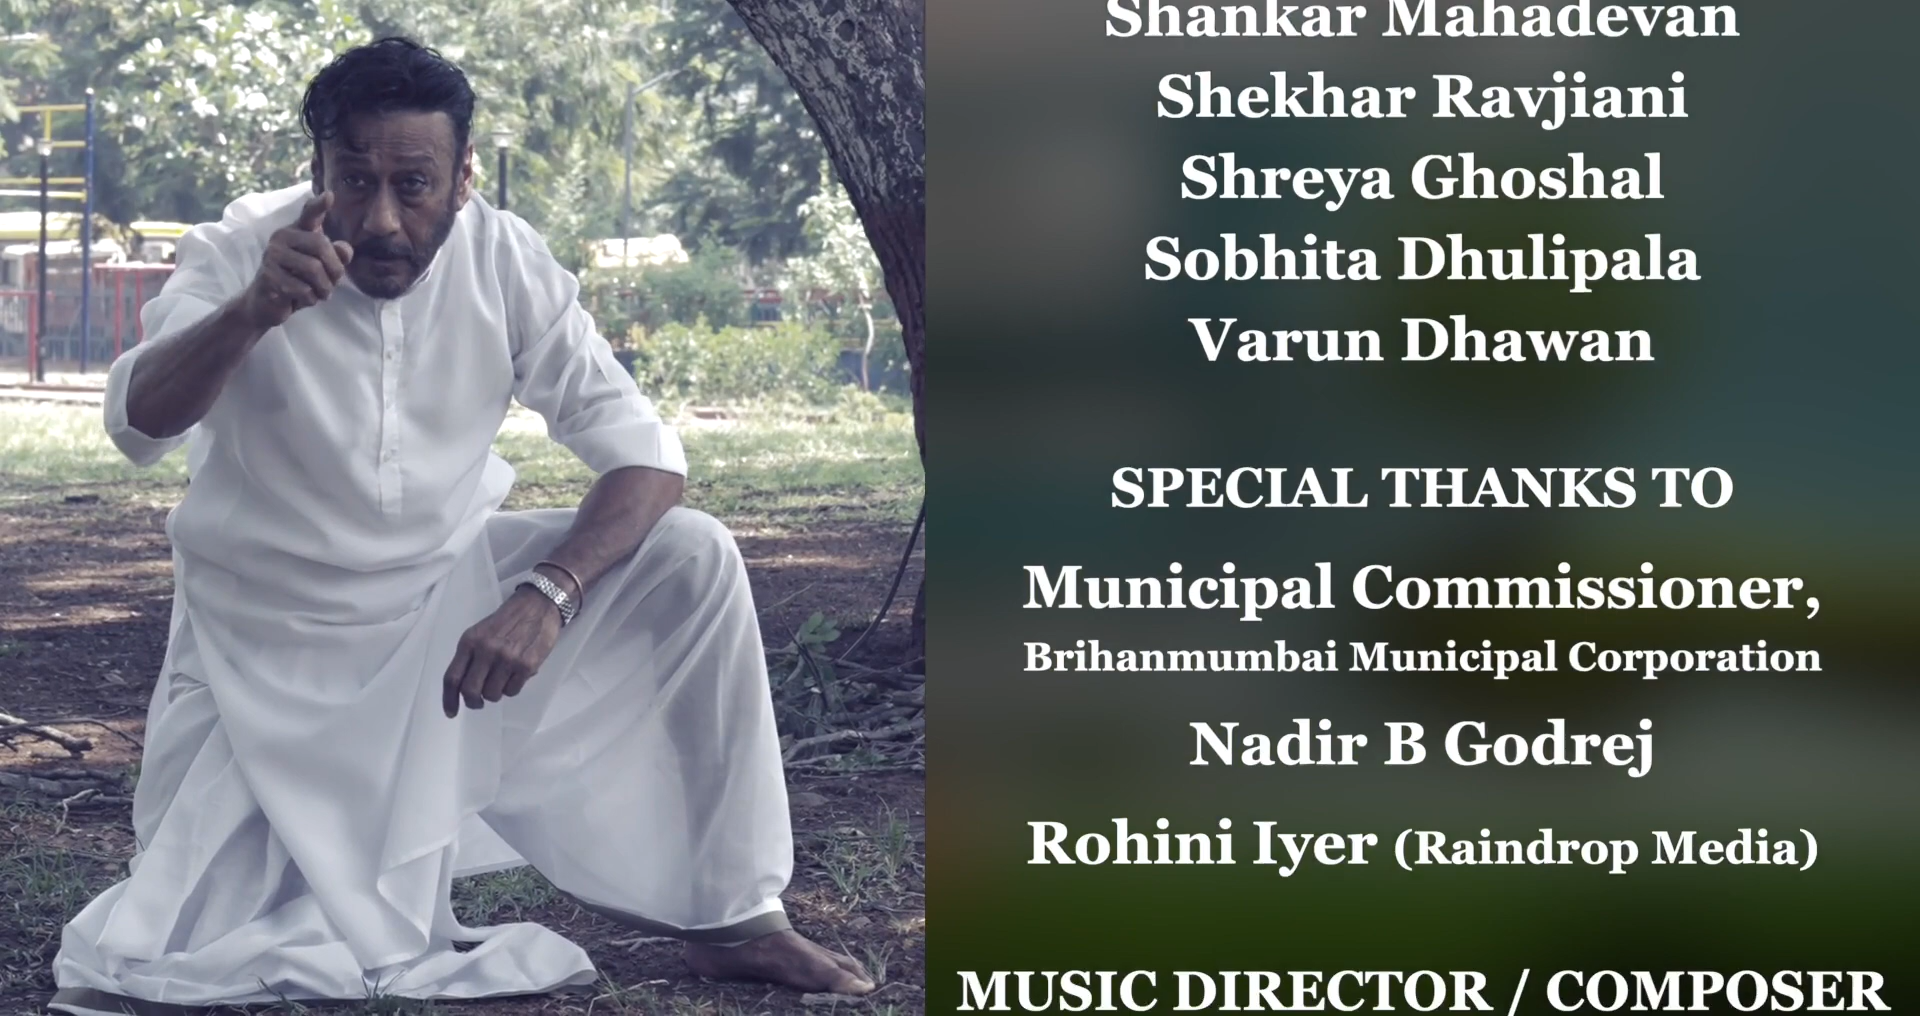 Shankar Mahadevan
Shekhar Ravjiani
Shreya Ghoshal
Sobhita Dhulipala
Varun Dhawan
SPECIAL THANKS TO
Municipal Commissioner,
Brihanmumbai Municipal Corporation
Nadir B Godrej
Rohini Iyer (Raindrop Media)
MUSIC DIRECTOR / COMPOSER